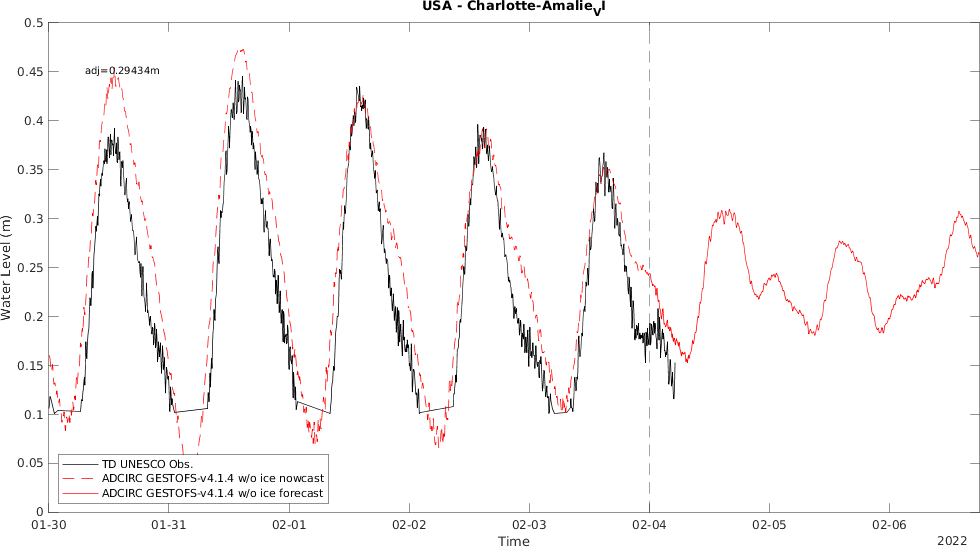 USA - Charlotte-AmalieVI
adj=0.29434m
Water Level (m)
0.5
0.45
0.4
0.35
0.3
0.25
0.2
0.15
0.1
0.05
0
TD UNESCO Obs.
ADCIRC GESTOFS-v4.1.4 w/o ice nowcast
ADCIRC GESTOFS-v4.1.4 w/o ice forecast
01-30 01-31 02-01 02-02 02-03 02-04 02-05 02-06
Time
2022